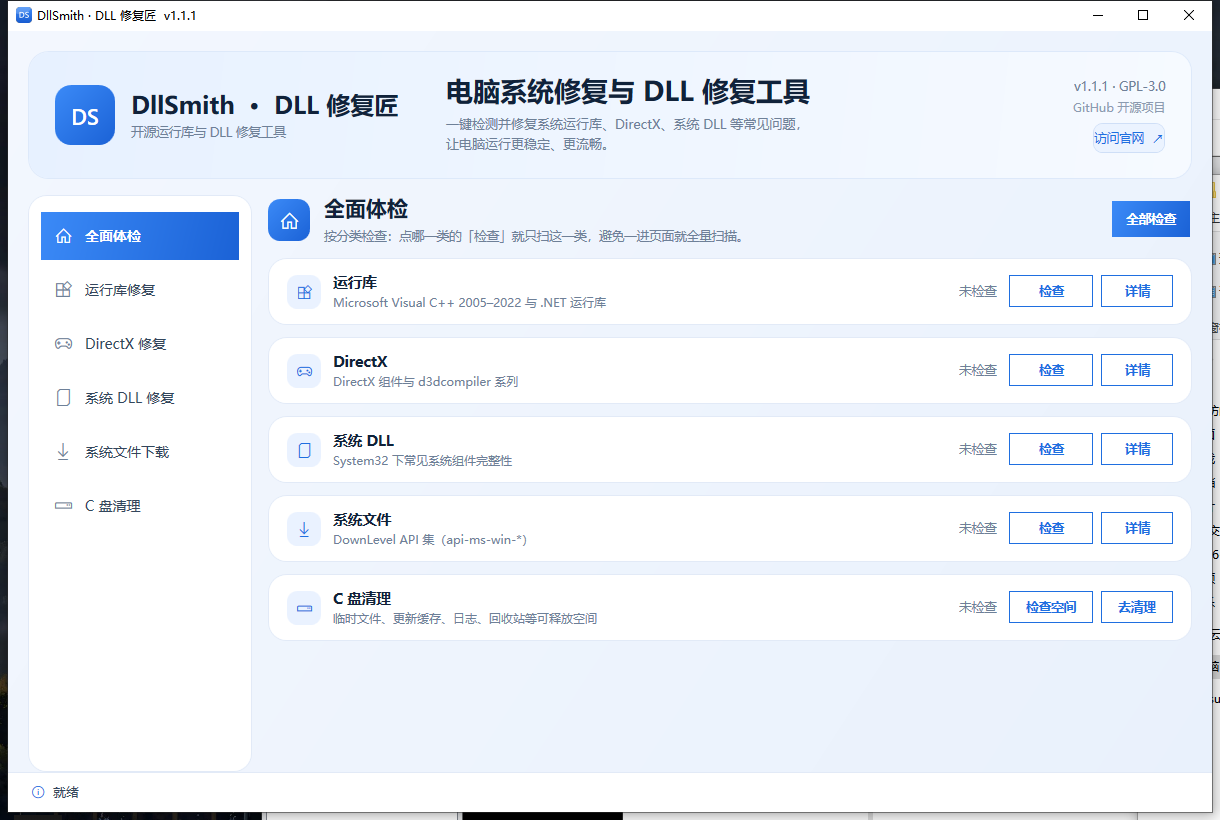 DS DllSmith · DLL 修复匠 v1.1.1
DS
DllSmith • DLL 修复匠
开源运行库与 DLL 修复工具
电脑系统修复与 DLL 修复工具
一键检测并修复系统运行库、DirectX、系统 DLL 等常见问题，
让电脑运行更稳定、更流畅。
v1.1.1 · GPL-3.0
GitHub 开源项目
访问官网 ↗
全面体检
运行库修复
DirectX 修复
系统 DLL 修复
系统文件下载
C 盘清理
全面体检
按分类检查：点哪一类的「检查」就只扫这一类，避免一进页面就全量扫描。
全部检查
运行库
Microsoft Visual C++ 2005–2022 与 .NET 运行库
未检查 检查 详情
DirectX
DirectX 组件与 d3dcompiler 系列
未检查 检查 详情
系统 DLL
System32 下常见系统组件完整性
未检查 检查 详情
系统文件
DownLevel API 集（api-ms-win-*）
未检查 检查 详情
C 盘清理
临时文件、更新缓存、日志、回收站等可释放空间
未检查 检查空间 去清理
就绪